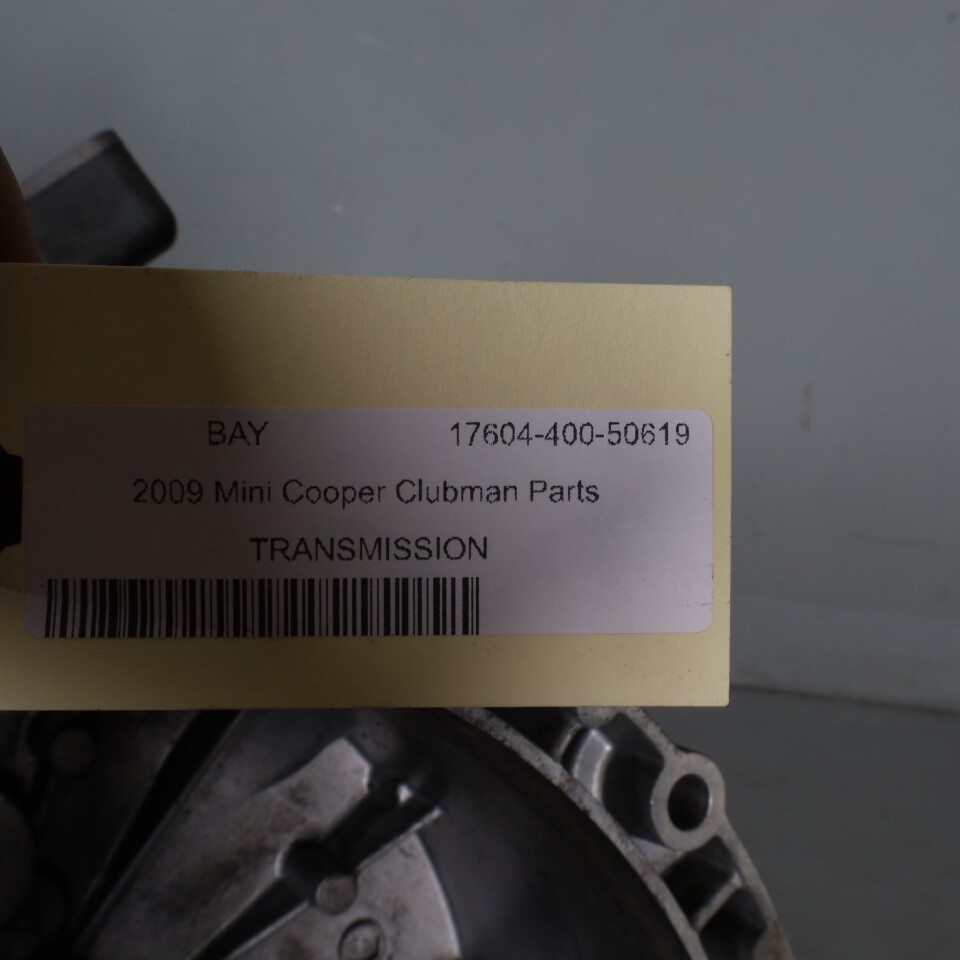 BAY 17604-400-50619
2009 Mini Cooper Clubman Parts
TRANSMISSION